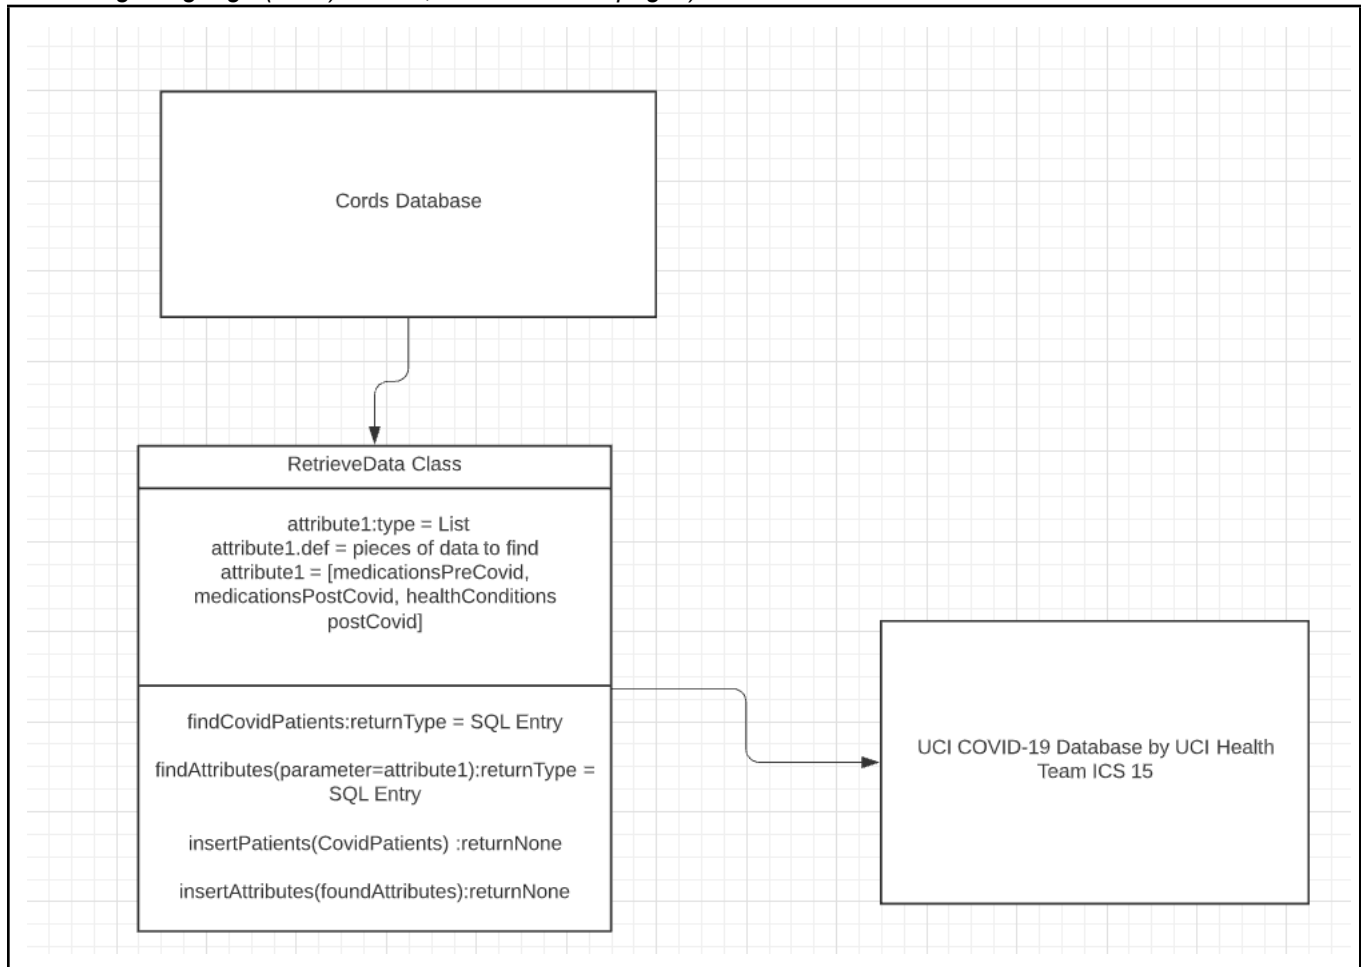 Cords Database
RetrieveData Class
attribute1:type = List
attribute1.def = pieces of data to find
attribute1 = [medicationsPreCovid,
medicationsPostCovid, healthConditions
postCovid]
findCovidPatients:returnType = SQL Entry
findAttributes(parameter=attribute1):returnType =
SQL Entry
insertPatients(CovidPatients) :returnNone
insertAttributes(foundAttributes):returnNone
UCI COVID-19 Database by UCI Health
Team ICS 15